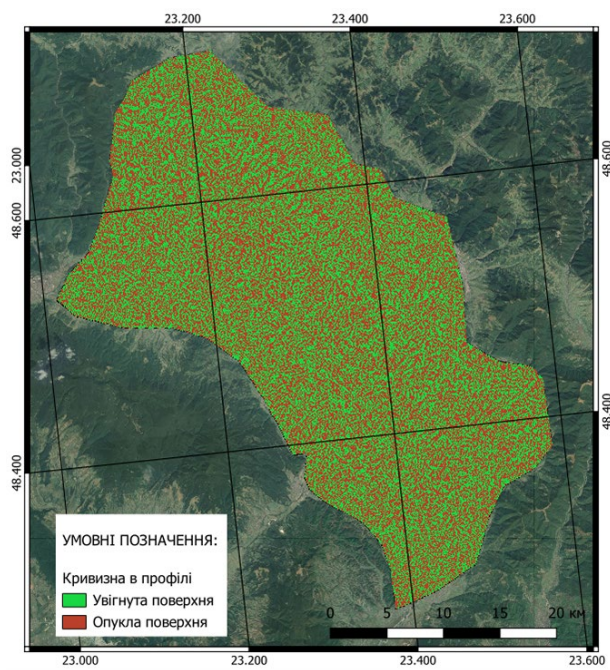 23.200
23.400
23.600
23.000
48.600
48.600
48.400
48.400
УМОВНІ ПОЗНАЧЕННЯ:
Кривизна в профілі
Увігнута поверхня
Опукла поверхня
0 5 10 15 20 км
23.000
23.200
23.400
23.600